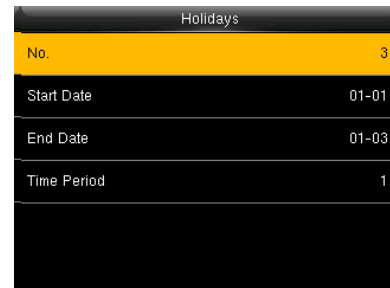 Holidays
No. 3
Start Date 01-01
End Date 01-03
Time Period 1